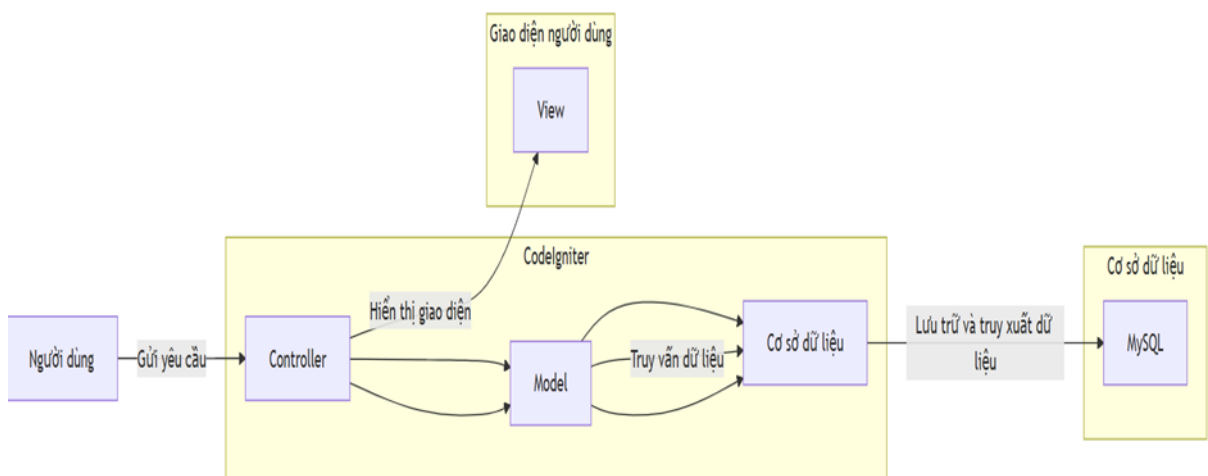 Giao diện người dùng
View
CodeIgniter
Cơ sở dữ liệu
Hiển thị giao diện
Lưu trữ và truy xuất dữ
liệu
Người dùng
Gửi yêu cầu
Controller
Model
Truy vấn dữ liệu
Cơ sở dữ liệu
MySQL